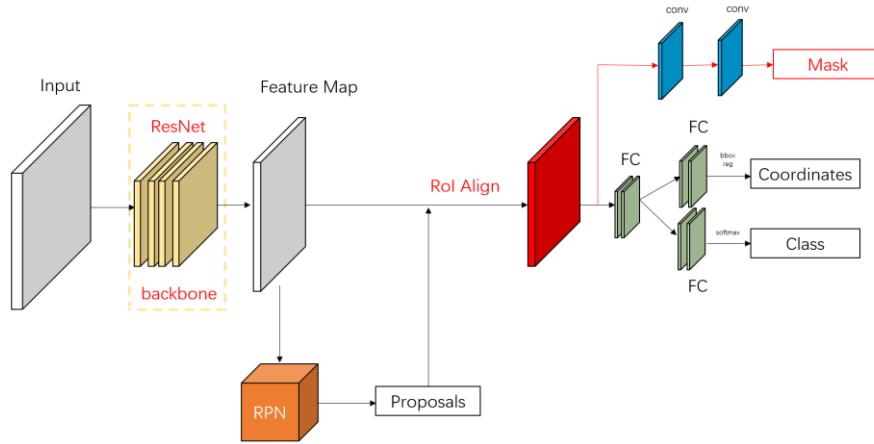 conv
conv
Mask
Input
Feature Map
ResNet
FC
FC
bbox
reg
Coordinates
RoI Align
softmax
Class
FC
backbone
RPN
Proposals